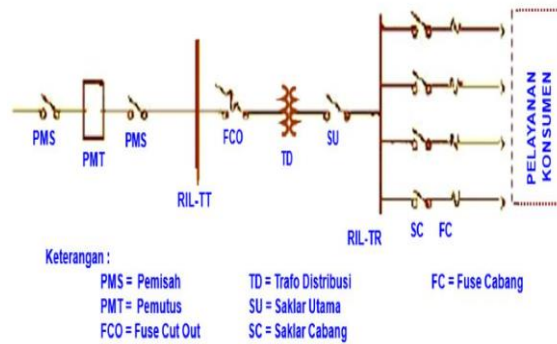 PMS
PMT
PMS
RIL-TT
FCO
TD
SU
RIL-TR
SC
FC
PELAYANAN
KONSUMEN
Keterangan :
PMS = Pemisah
TD = Trafo Distribusi
FC = Fuse Cabang
PMT = Pemutus
SU = Saklar Utama
FCO = Fuse Cut Out
SC = Saklar Cabang